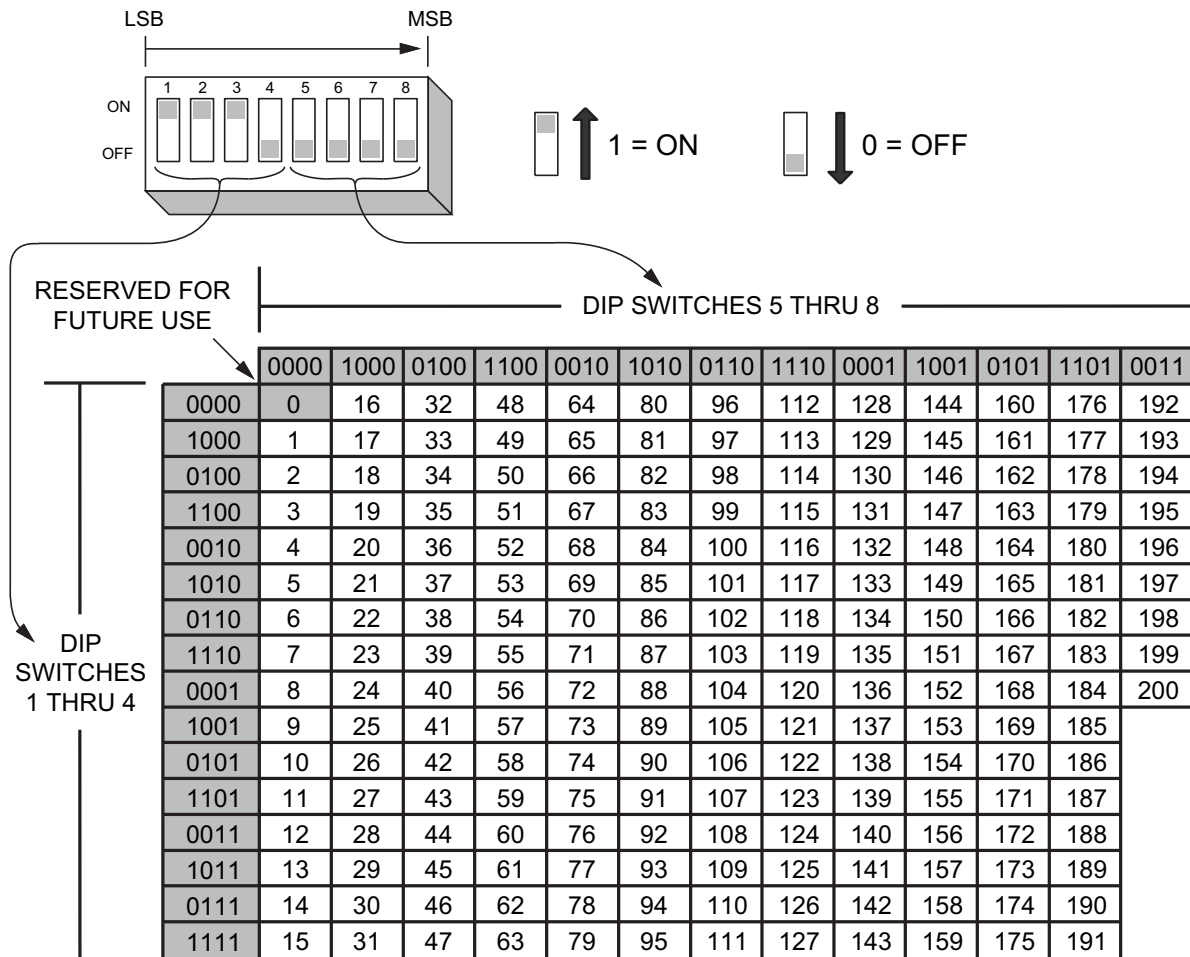 LSB MSB
1 2 3 4 5 6 7 8
ON
OFF
1 = ON
0 = OFF
RESERVED FOR
FUTURE USE
DIP SWITCHES 5 THRU 8
0000 1000 0100 1100 0010 1010 0110 1110 0001 1001 0101 1101 0011
0000 0 16 32 48 64 80 96 112 128 144 160 176 192
1000 1 17 33 49 65 81 97 113 129 145 161 177 193
0100 2 18 34 50 66 82 98 114 130 146 162 178 194
1100 3 19 35 51 67 83 99 115 131 147 163 179 195
0010 4 20 36 52 68 84 100 116 132 148 164 180 196
1010 5 21 37 53 69 85 101 117 133 149 165 181 197
0110 6 22 38 54 70 86 102 118 134 150 166 182 198
1110 7 23 39 55 71 87 103 119 135 151 167 183 199
0001 8 24 40 56 72 88 104 120 136 152 168 184 200
1001 9 25 41 57 73 89 105 121 137 153 169 185
0101 10 26 42 58 74 90 106 122 138 154 170 186
1101 11 27 43 59 75 91 107 123 139 155 171 187
0011 12 28 44 60 76 92 108 124 140 156 172 188
1011 13 29 45 61 77 93 109 125 141 157 173 189
0111 14 30 46 62 78 94 110 126 142 158 174 190
1111 15 31 47 63 79 95 111 127 143 159 175 191
DIP
SWITCHES
1 THRU 4